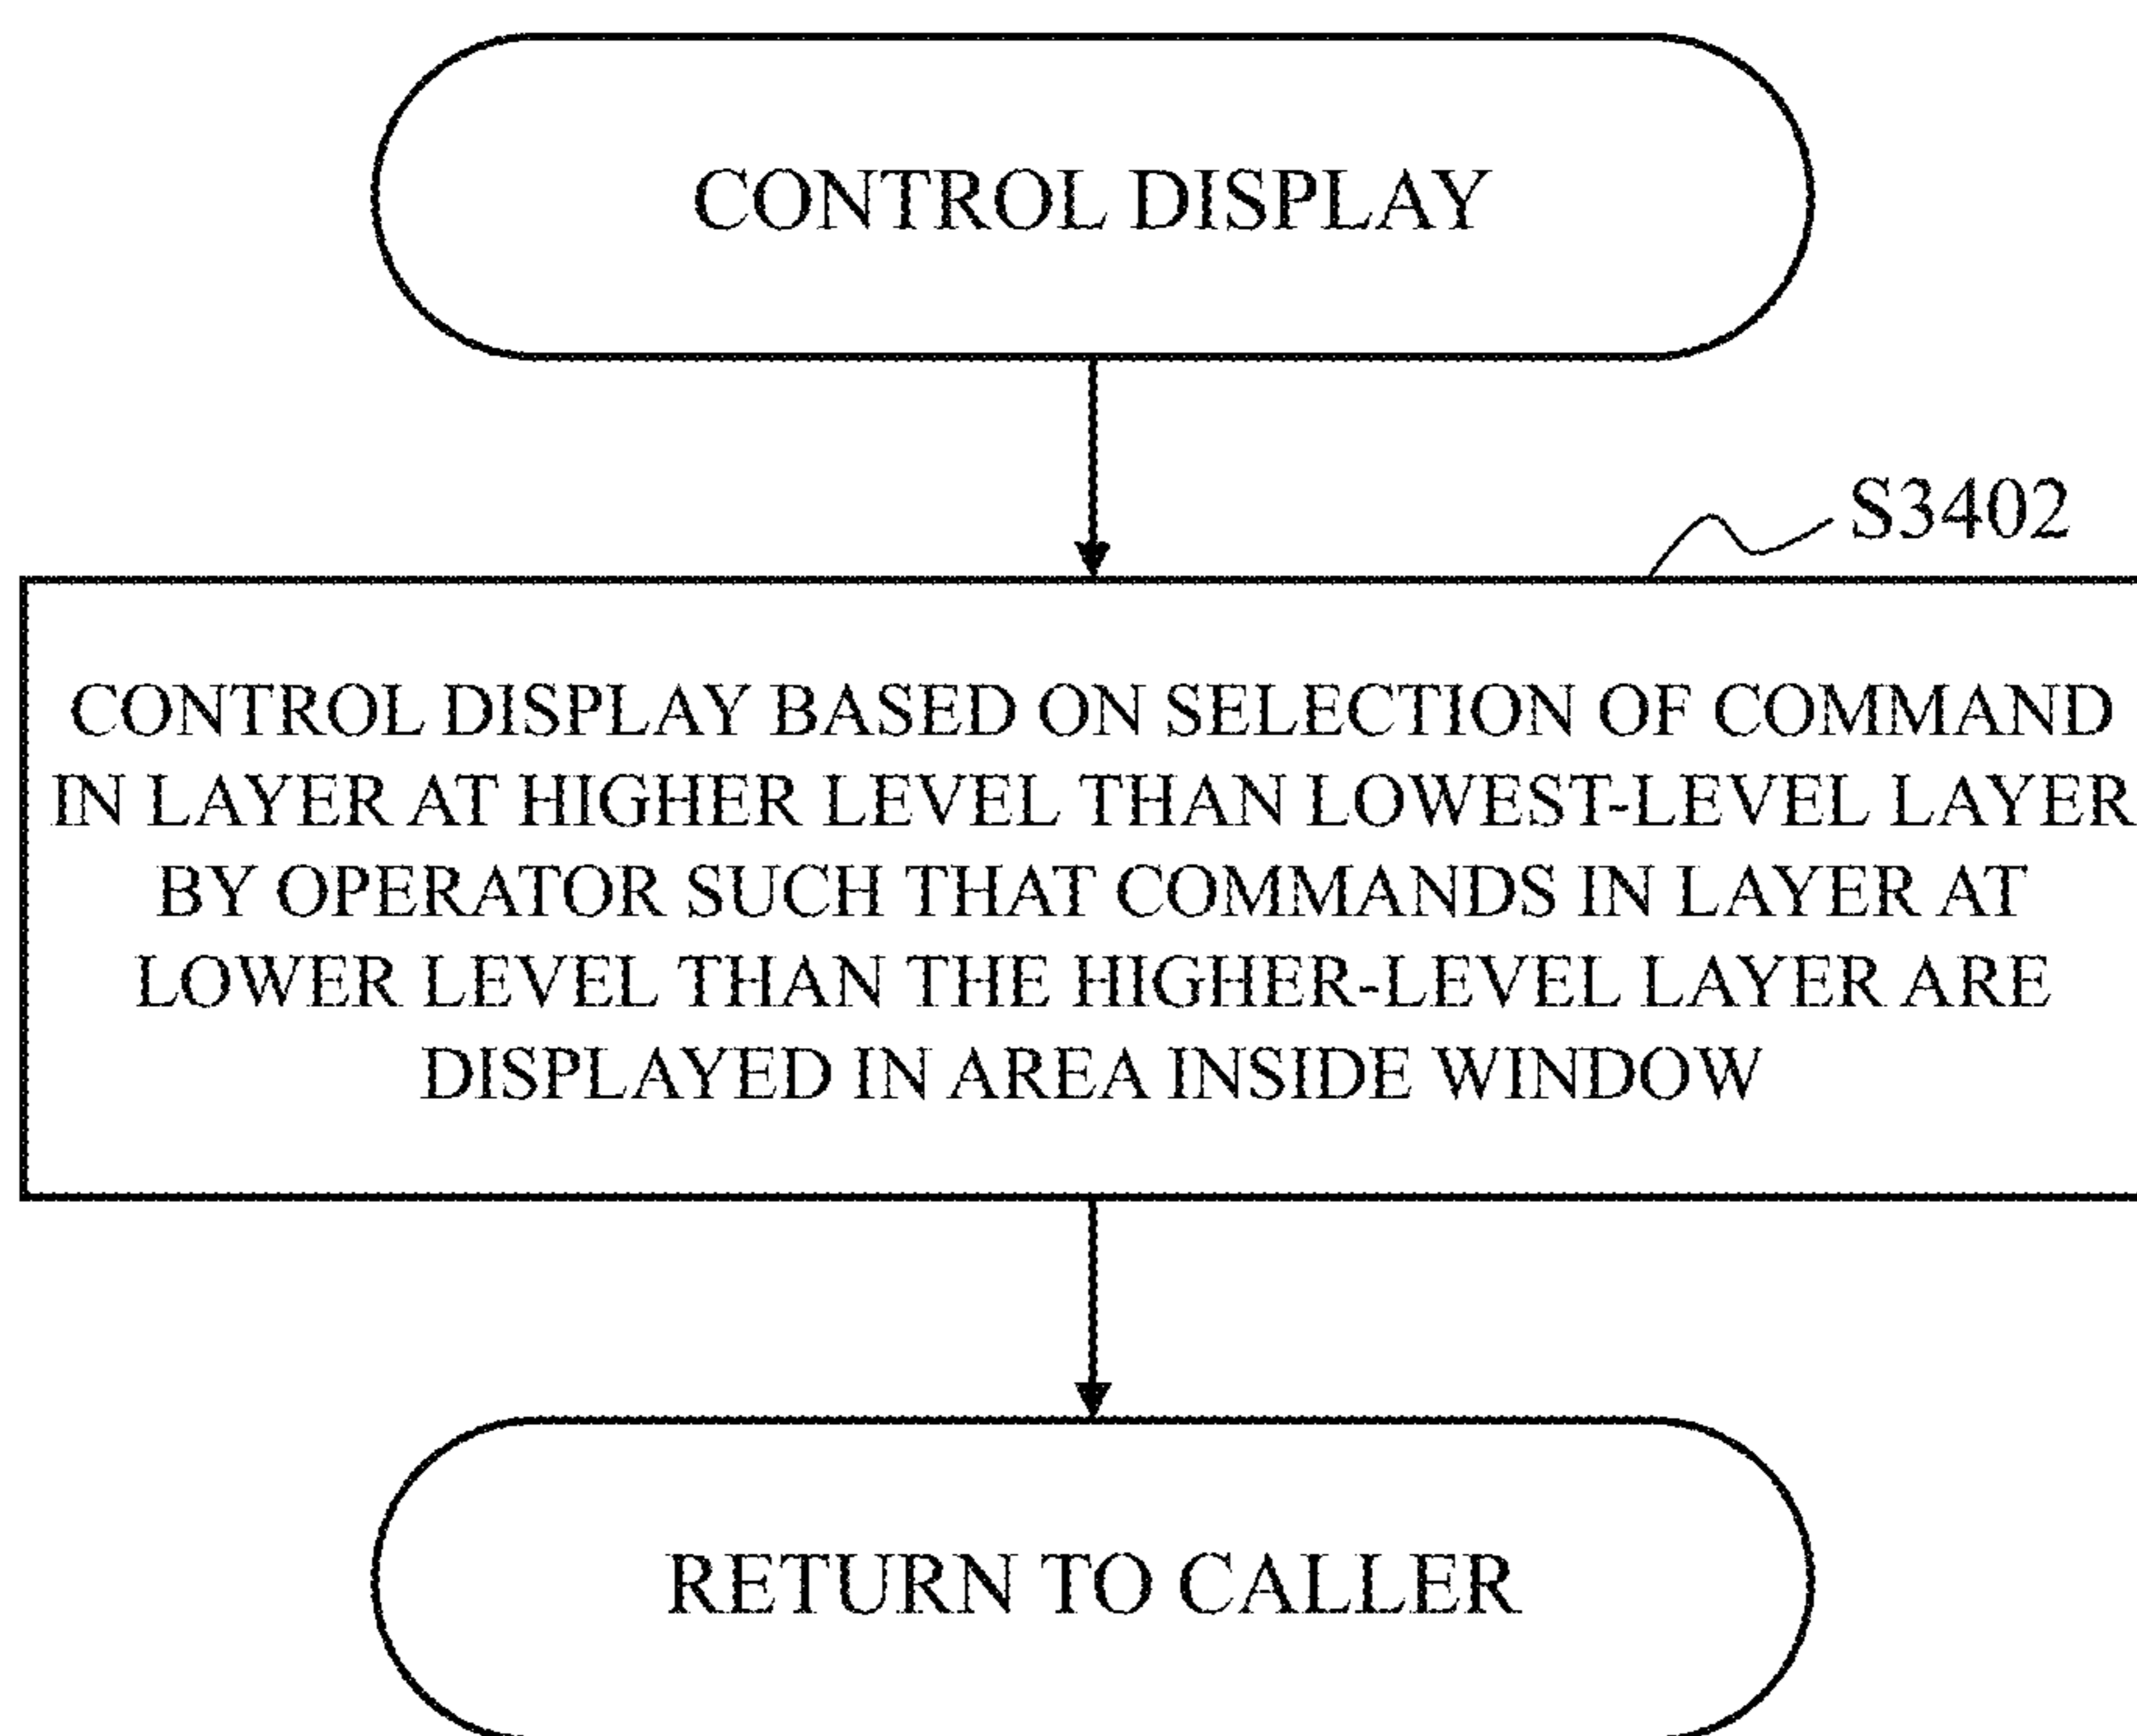 CONTROL DISPLAY
S3402
CONTROL DISPLAY BASED ON SELECTION OF COMMAND
IN LAYER AT HIGHER LEVEL THAN LOWEST-LEVEL LAYER
BY OPERATOR SUCH THAT COMMANDS IN LAYER AT
LOWER LEVEL THAN THE HIGHER-LEVEL LAYER ARE
DISPLAYED IN AREA INSIDE WINDOW
RETURN TO CALLER